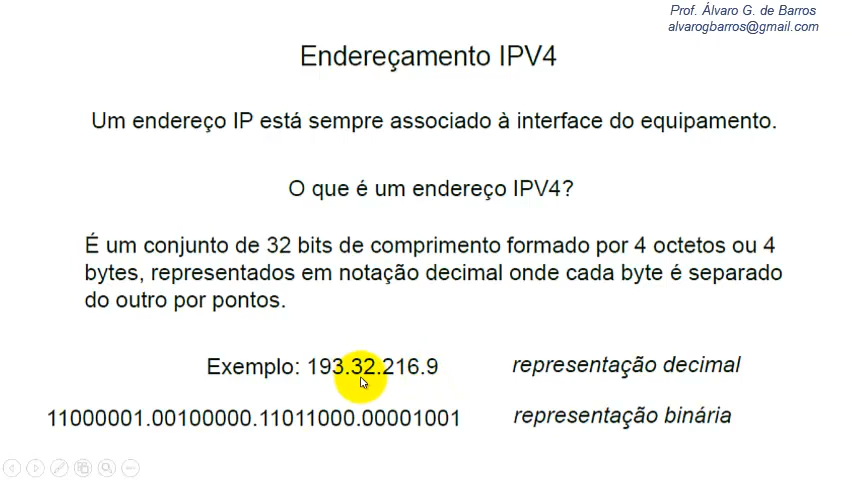 Prof. Álvaro G. de Barros
alvarogbarros@gmail.com
Endereçamento IPV4
Um endereço IP está sempre associado à interface do equipamento.
O que é um endereço IPV4?
É um conjunto de 32 bits de comprimento formado por 4 octetos ou 4
bytes, representados em notação decimal onde cada byte é separado
do outro por pontos.
Exemplo: 193.32.216.9 representação decimal
11000001.00100000.11011000.00001001 representação binária